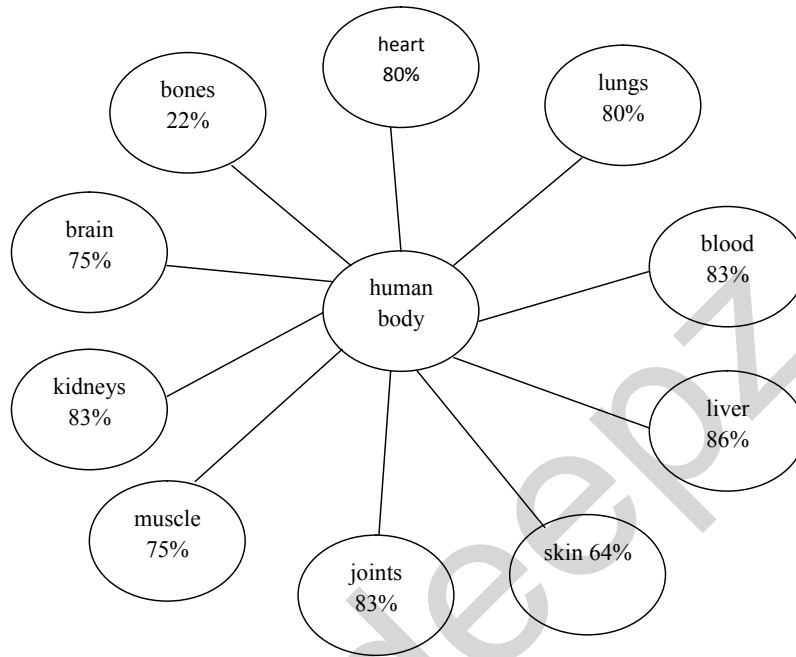 heart
80%
lungs
80%
blood
83%
liver
86%
skin 64%
joints
83%
muscle
75%
kidneys
83%
brain
75%
bones
22%
human
body
deepz